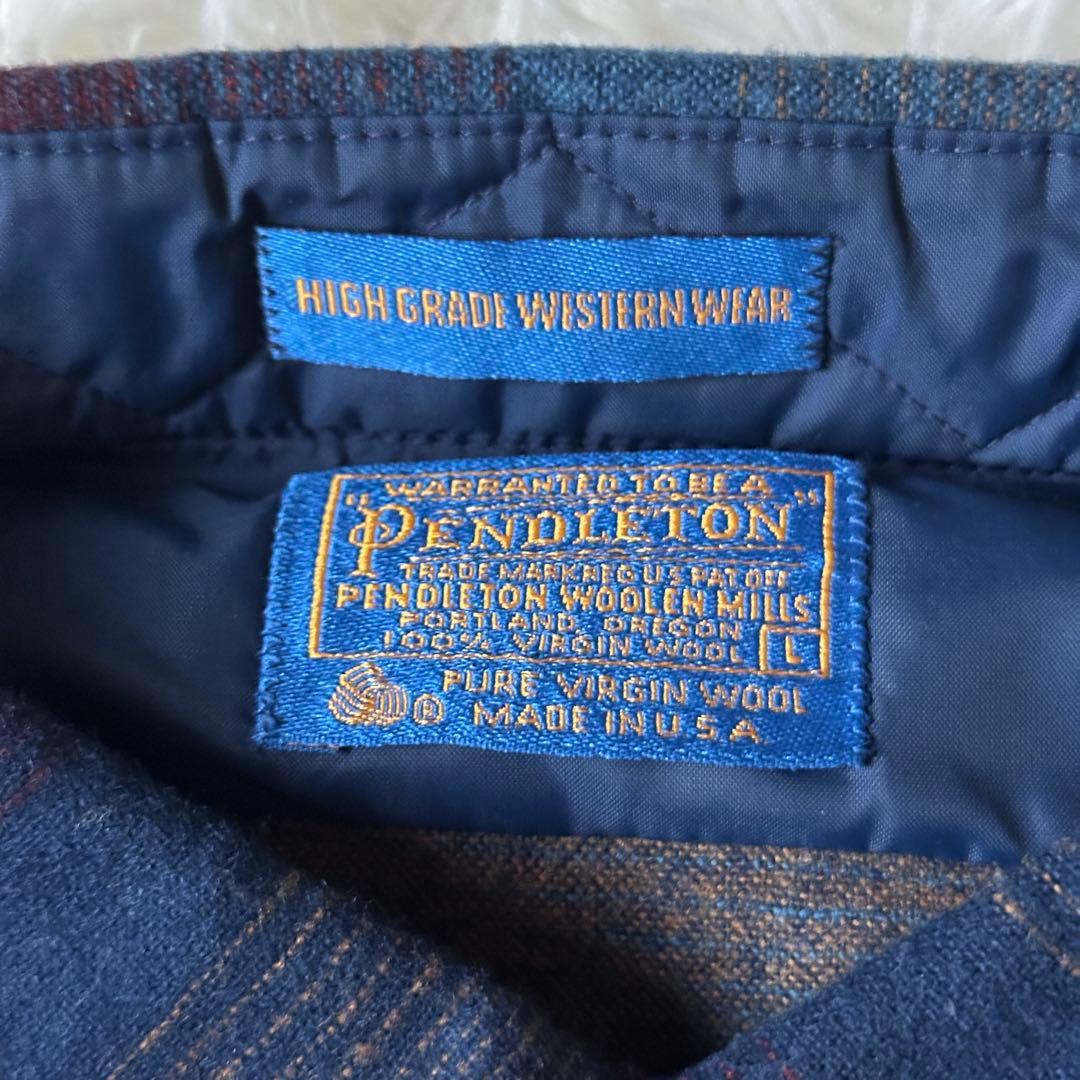 HIGH GRADE WESTERN WEAR
WARRANTED TO BE A
"PENDLETON"
TRADE MARK REG U.S PAT OFF
PENDLETON WOOLEN MILLS
PORTLAND, OREGON
100% VIRGIN WOOL L
® PURE VIRGIN WOOL
MADE IN U.S.A.